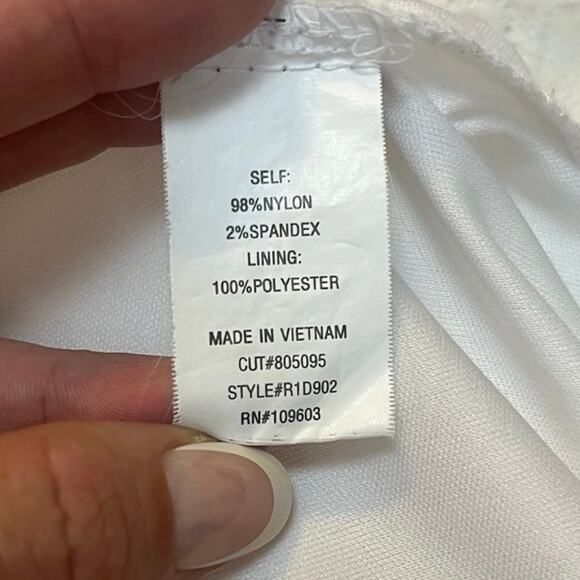 SELF:
98%NYLON
2%SPANDEX
LINING:
100%POLYESTER
MADE IN VIETNAM
CUT#805095
STYLE#R1D902
RN#109603